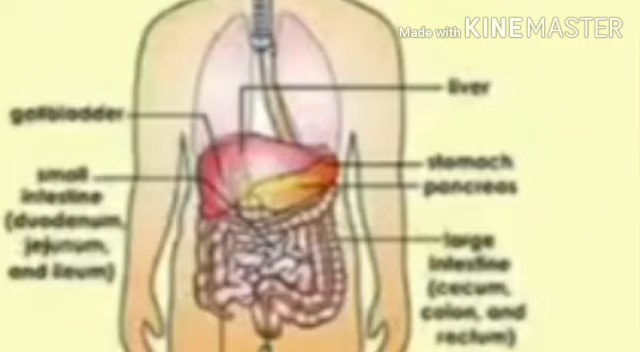 Made with KINEMASTER
liver
gallbladder
stomach
small
pancreas
intestine
(duodenum,
jejunum,
and ileum)
large
intestine
(cecum,
colon, and
rectum)